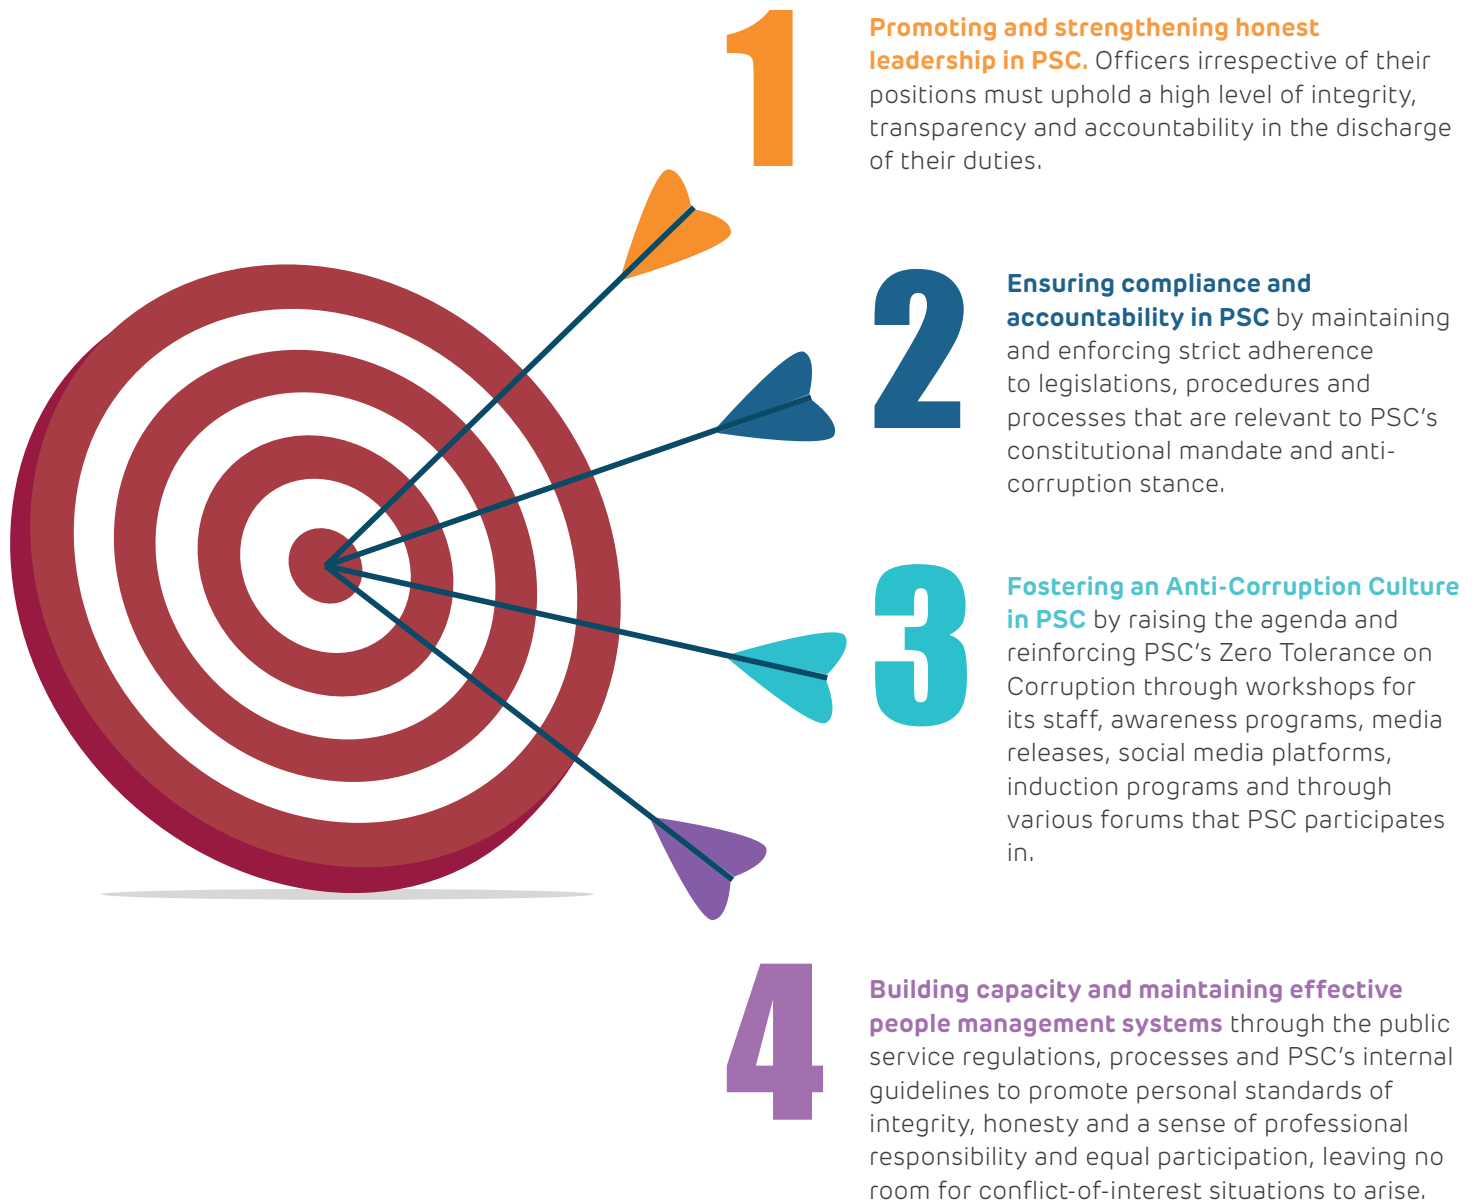 1
Promoting and strengthening honest
leadership in PSC. Officers irrespective of their
positions must uphold a high level of integrity,
transparency and accountability in the discharge
of their duties.
2
Ensuring compliance and
accountability in PSC by maintaining
and enforcing strict adherence
to legislations, procedures and
processes that are relevant to PSC's
constitutional mandate and anti-
corruption stance.
3
Fostering an Anti-Corruption Culture
in PSC by raising the agenda and
reinforcing PSC's Zero Tolerance on
Corruption through workshops for
its staff, awareness programs, media
releases, social media platforms,
induction programs and through
various forums that PSC participates
in.
4
Building capacity and maintaining effective
people management systems through the public
service regulations, processes and PSC's internal
guidelines to promote personal standards of
integrity, honesty and a sense of professional
responsibility and equal participation, leaving no
room for conflict-of-interest situations to arise.